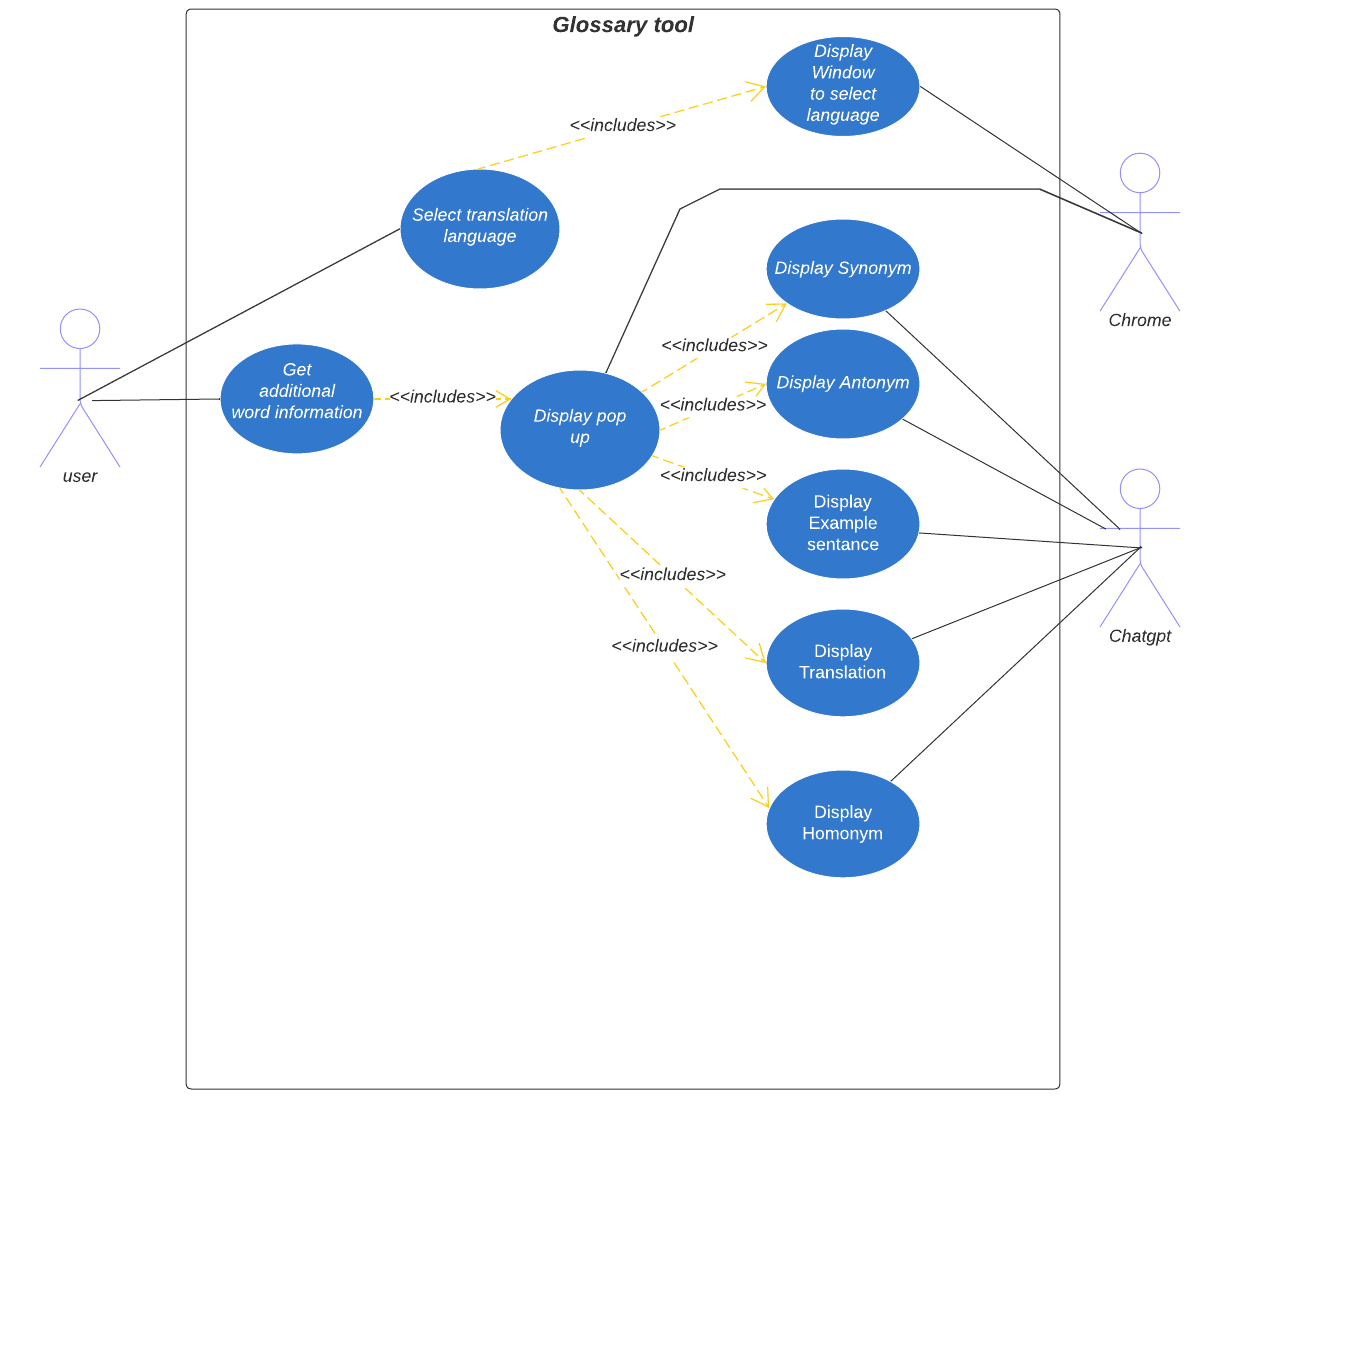 Glossary tool
Display
Window
to select
language
<<includes>>
Select translation
language
Display Synonym
Chrome
<<includes>>
Get
additional
word information
<<includes>>
Display Antonym
<<includes>>
Display pop
up
user
<<includes>>
Display
Example
sentance
<<includes>>
Chatgpt
<<includes>>
Display
Translation
Display
Homonym